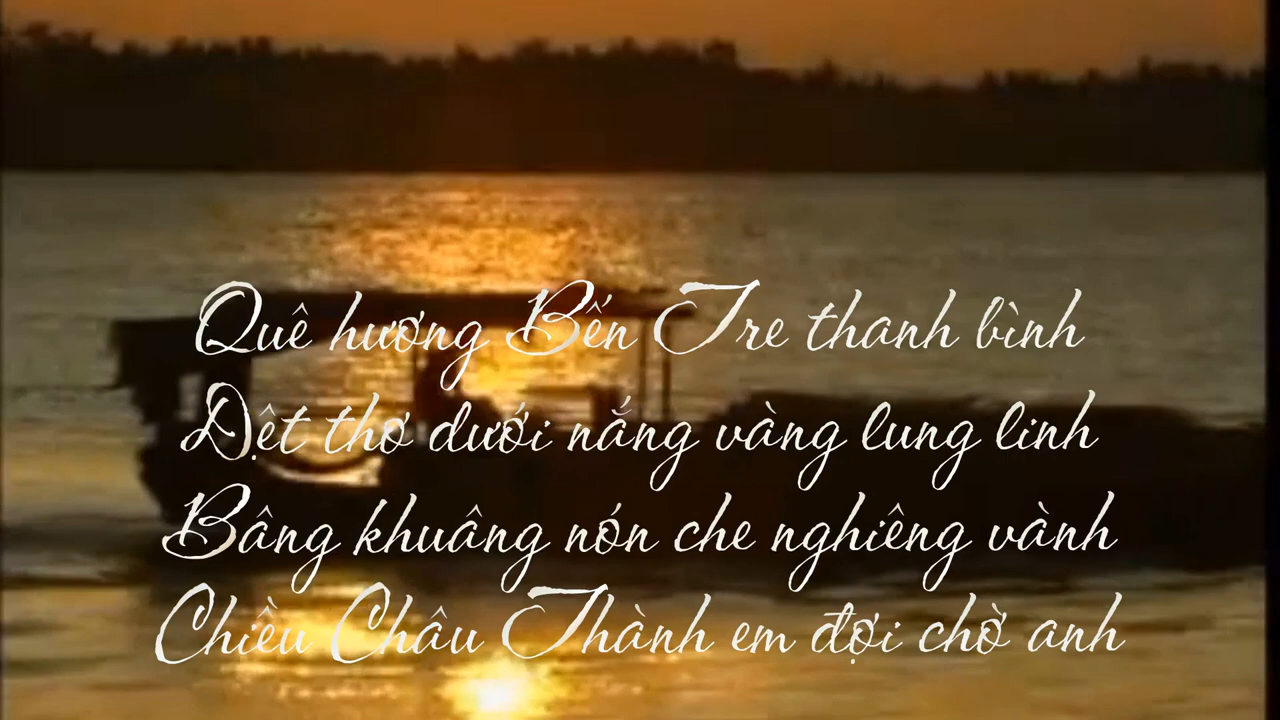 Quê hương Bến Tre thanh bình
Dệt thơ dưới nắng vàng lung linh
Bâng khuâng nón che nghiêng vành
Chiều Châu Thành em đợi chờ anh